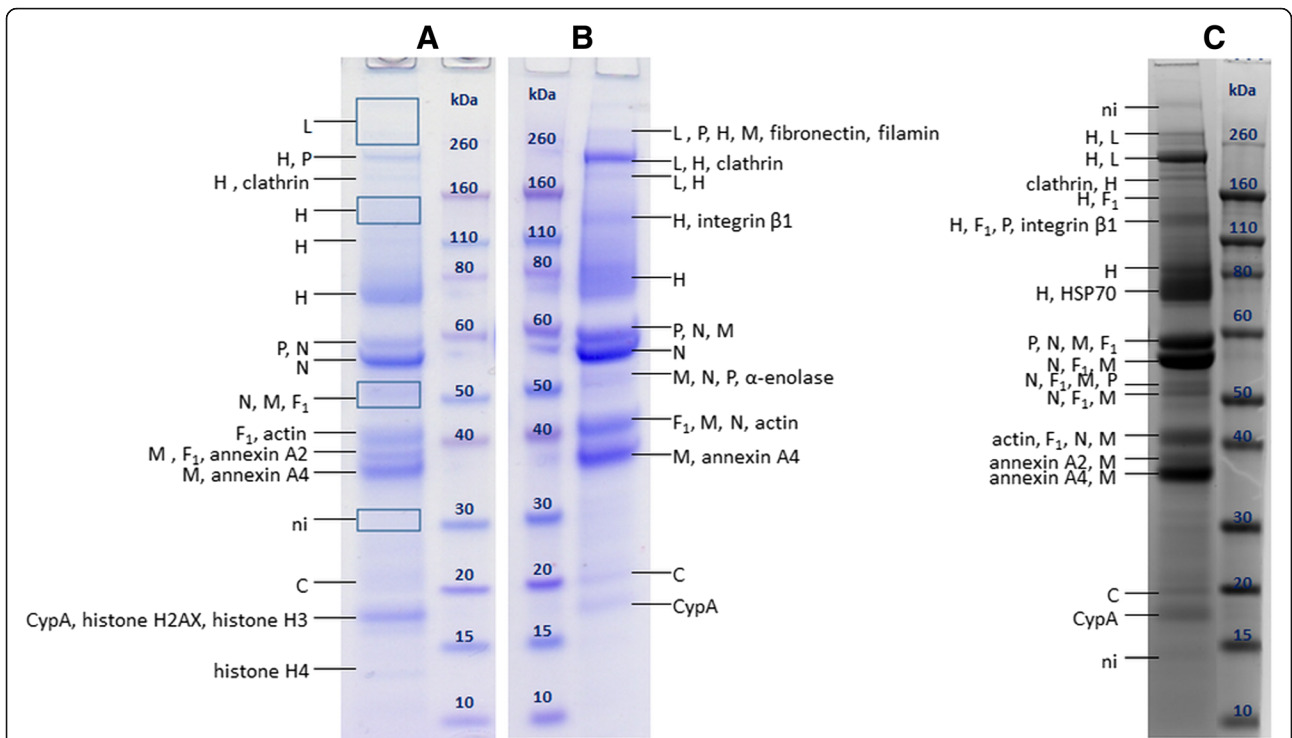 A
B
C
kDa
260
160
110
80
60
50
40
30
20
15
10
L
H, P
H , clathrin
H
H
H
P, N
N
N, M, F₁
F₁, actin
M , F₁, annexin A2
M, annexin A4
ni
C
CypA, histone H2AX, histone H3
histone H4
kDa
260
160
110
80
60
50
40
30
20
15
10
L , P, H, M, fibronectin, filamin
L, H, clathrin
L, H
H, integrin β1
H
P, N, M
N
M, N, P, α-enolase
F₁, M, N, actin
M, annexin A4
C
CypA
ni
H, L
H, L
clathrin, H
H, F₁
H, F₁, P, integrin β1
H
H, HSP70
P, N, M, F₁
N, F₁, M
N, F₁, M, P
N, F₁, M
actin, F₁, N, M
annexin A2, M
annexin A4, M
C
CypA
ni
kDa
260
160
110
80
60
50
40
30
20
15
10